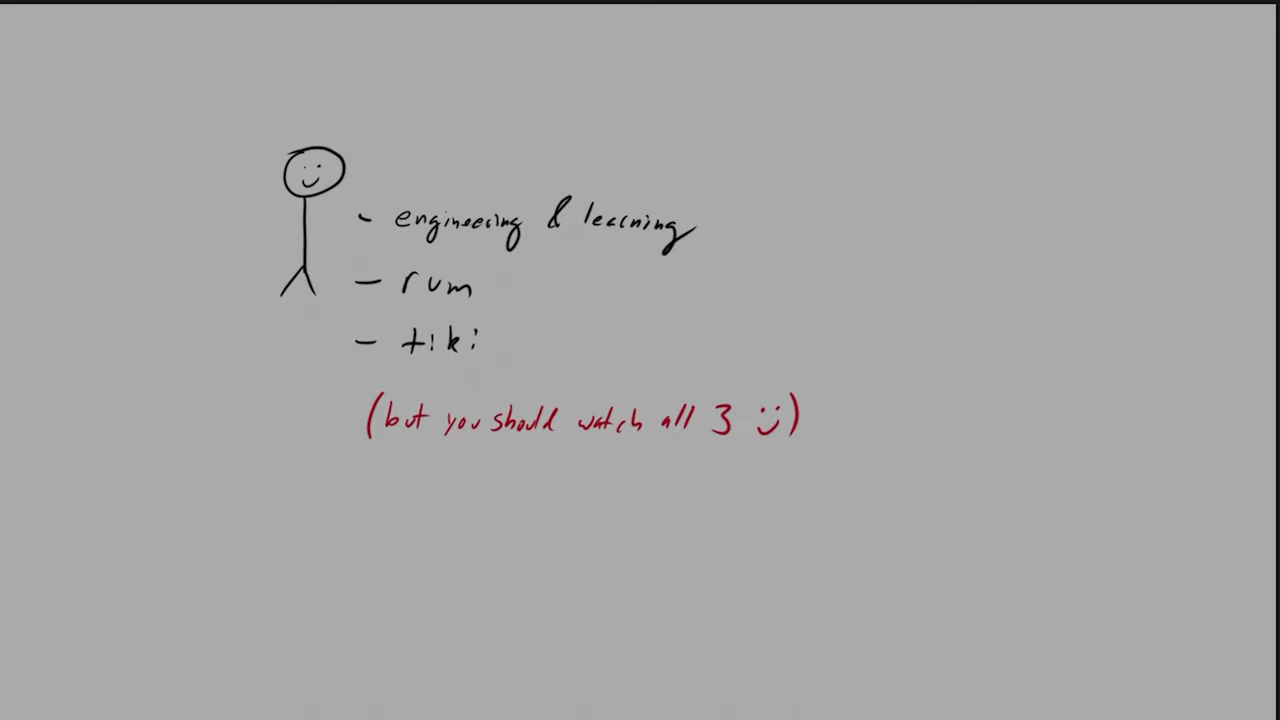 - engineering & learning
- rum
- tiki
(but you should watch all 3 :))